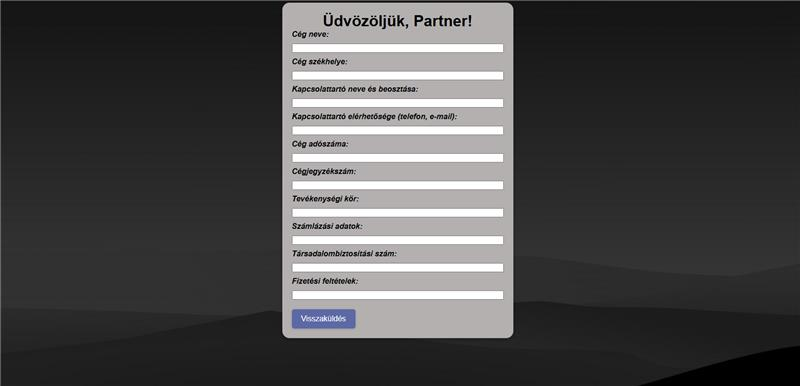 Üdvözöljük, Partner!
Cég neve:
Cég székhelye:
Kapcsolattartó neve és beosztása:
Kapcsolattartó elérhetősége (telefon, e-mail):
Cég adószáma:
Cégjegyzékszám:
Tevékenységi kör:
Számlázási adatok:
Társadalombiztosítási szám:
Fizetési feltételek:
Visszaküldés